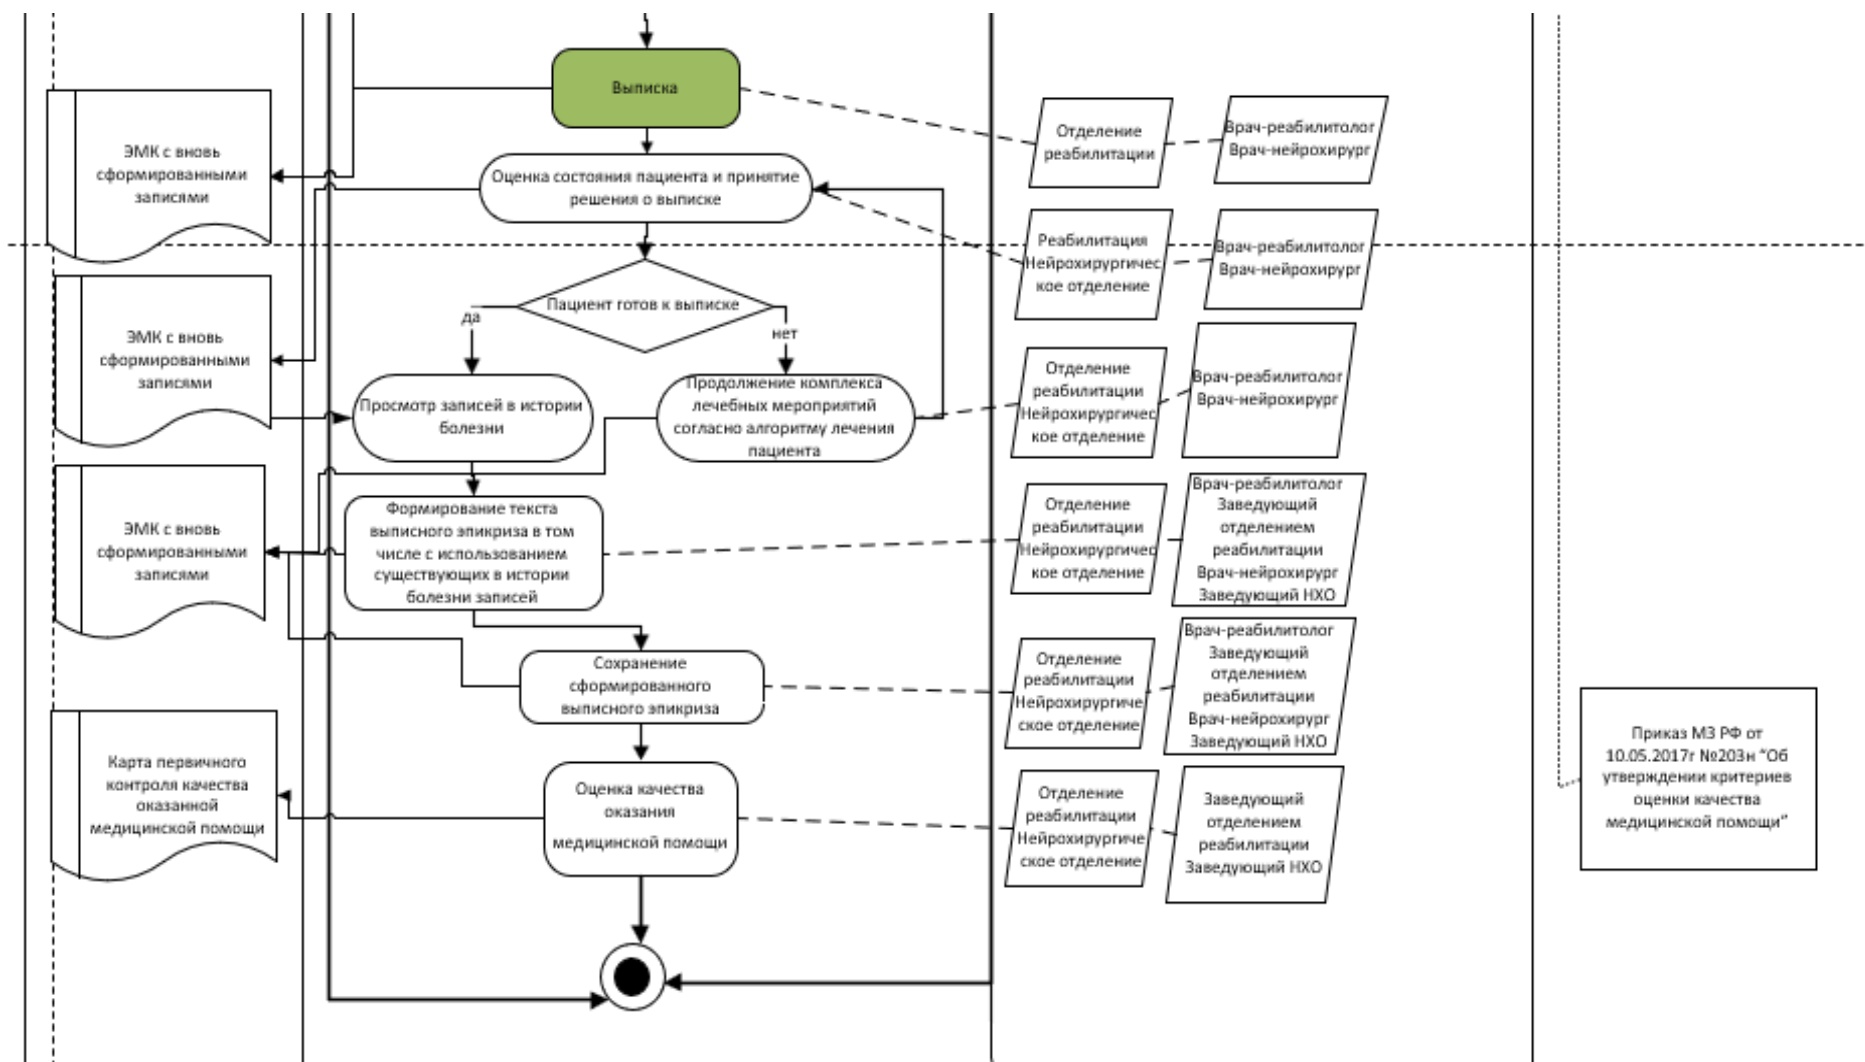 Выписка
ЭМК с вновь
сформированными
записями
Оценка состояния пациента и принятие
решения о выписке
Отделение
реабилитации
Врач-реабилитолог
Врач-нейрохирург
Реабилитация
Нейрохирургичес
кое отделение
Врач-реабилитолог
Врач-нейрохирург
Пациент готов к выписке
да
нет
ЭМК с вновь
сформированными
записями
Просмотр записей в истории
болезни
Продолжение комплекса
лечебных мероприятий
согласно алгоритму лечения
пациента
Отделение
реабилитации
Нейрохирургичес
кое отделение
Врач-реабилитолог
Врач-нейрохирург
ЭМК с вновь
сформированными
записями
Формирование текста
выписного эпикриза в том
числе с использованием
существующих в истории
болезни записей
Отделение
реабилитации
Нейрохирургичес
кое отделение
Врач-реабилитолог
Заведующий
отделением
реабилитации
Врач-нейрохирург
Заведующий НХО
Сохранение
сформированного
выписного эпикриза
Отделение
реабилитации
Нейрохирургиче
ское отделение
Врач-реабилитолог
Заведующий
отделением
реабилитации
Врач-нейрохирург
Заведующий НХО
Карта первичного
контроля качества
оказанной
медицинской помощи
Оценка качества
оказания
медицинской помощи
Отделение
реабилитации
Нейрохирургиче
ское отделение
Заведующий
отделением
реабилитации
Заведующий НХО
Приказ МЗ РФ от
10.05.2017г №203н “Об
утверждении критериев
оценки качества
медицинской помощи”